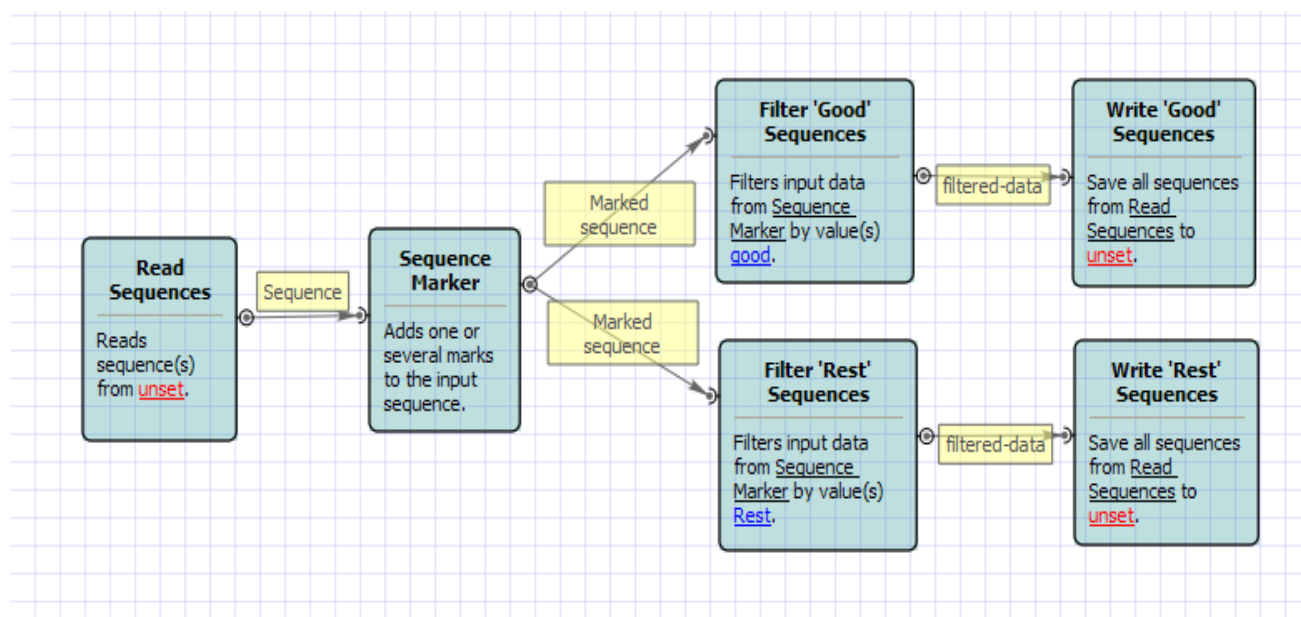 Read
Sequences
Reads
sequence(s)
from unset.
Sequence
Sequence
Marker
Adds one or
several marks
to the input
sequence.
Marked
sequence
Filter 'Good'
Sequences
Filters input data
from Sequence
Marker by value(s)
good.
filtered-data
Write 'Good'
Sequences
Save all sequences
from Read
Sequences to
unset.
Marked
sequence
Filter 'Rest'
Sequences
Filters input data
from Sequence
Marker by value(s)
Rest.
filtered-data
Write 'Rest'
Sequences
Save all sequences
from Read
Sequences to
unset.